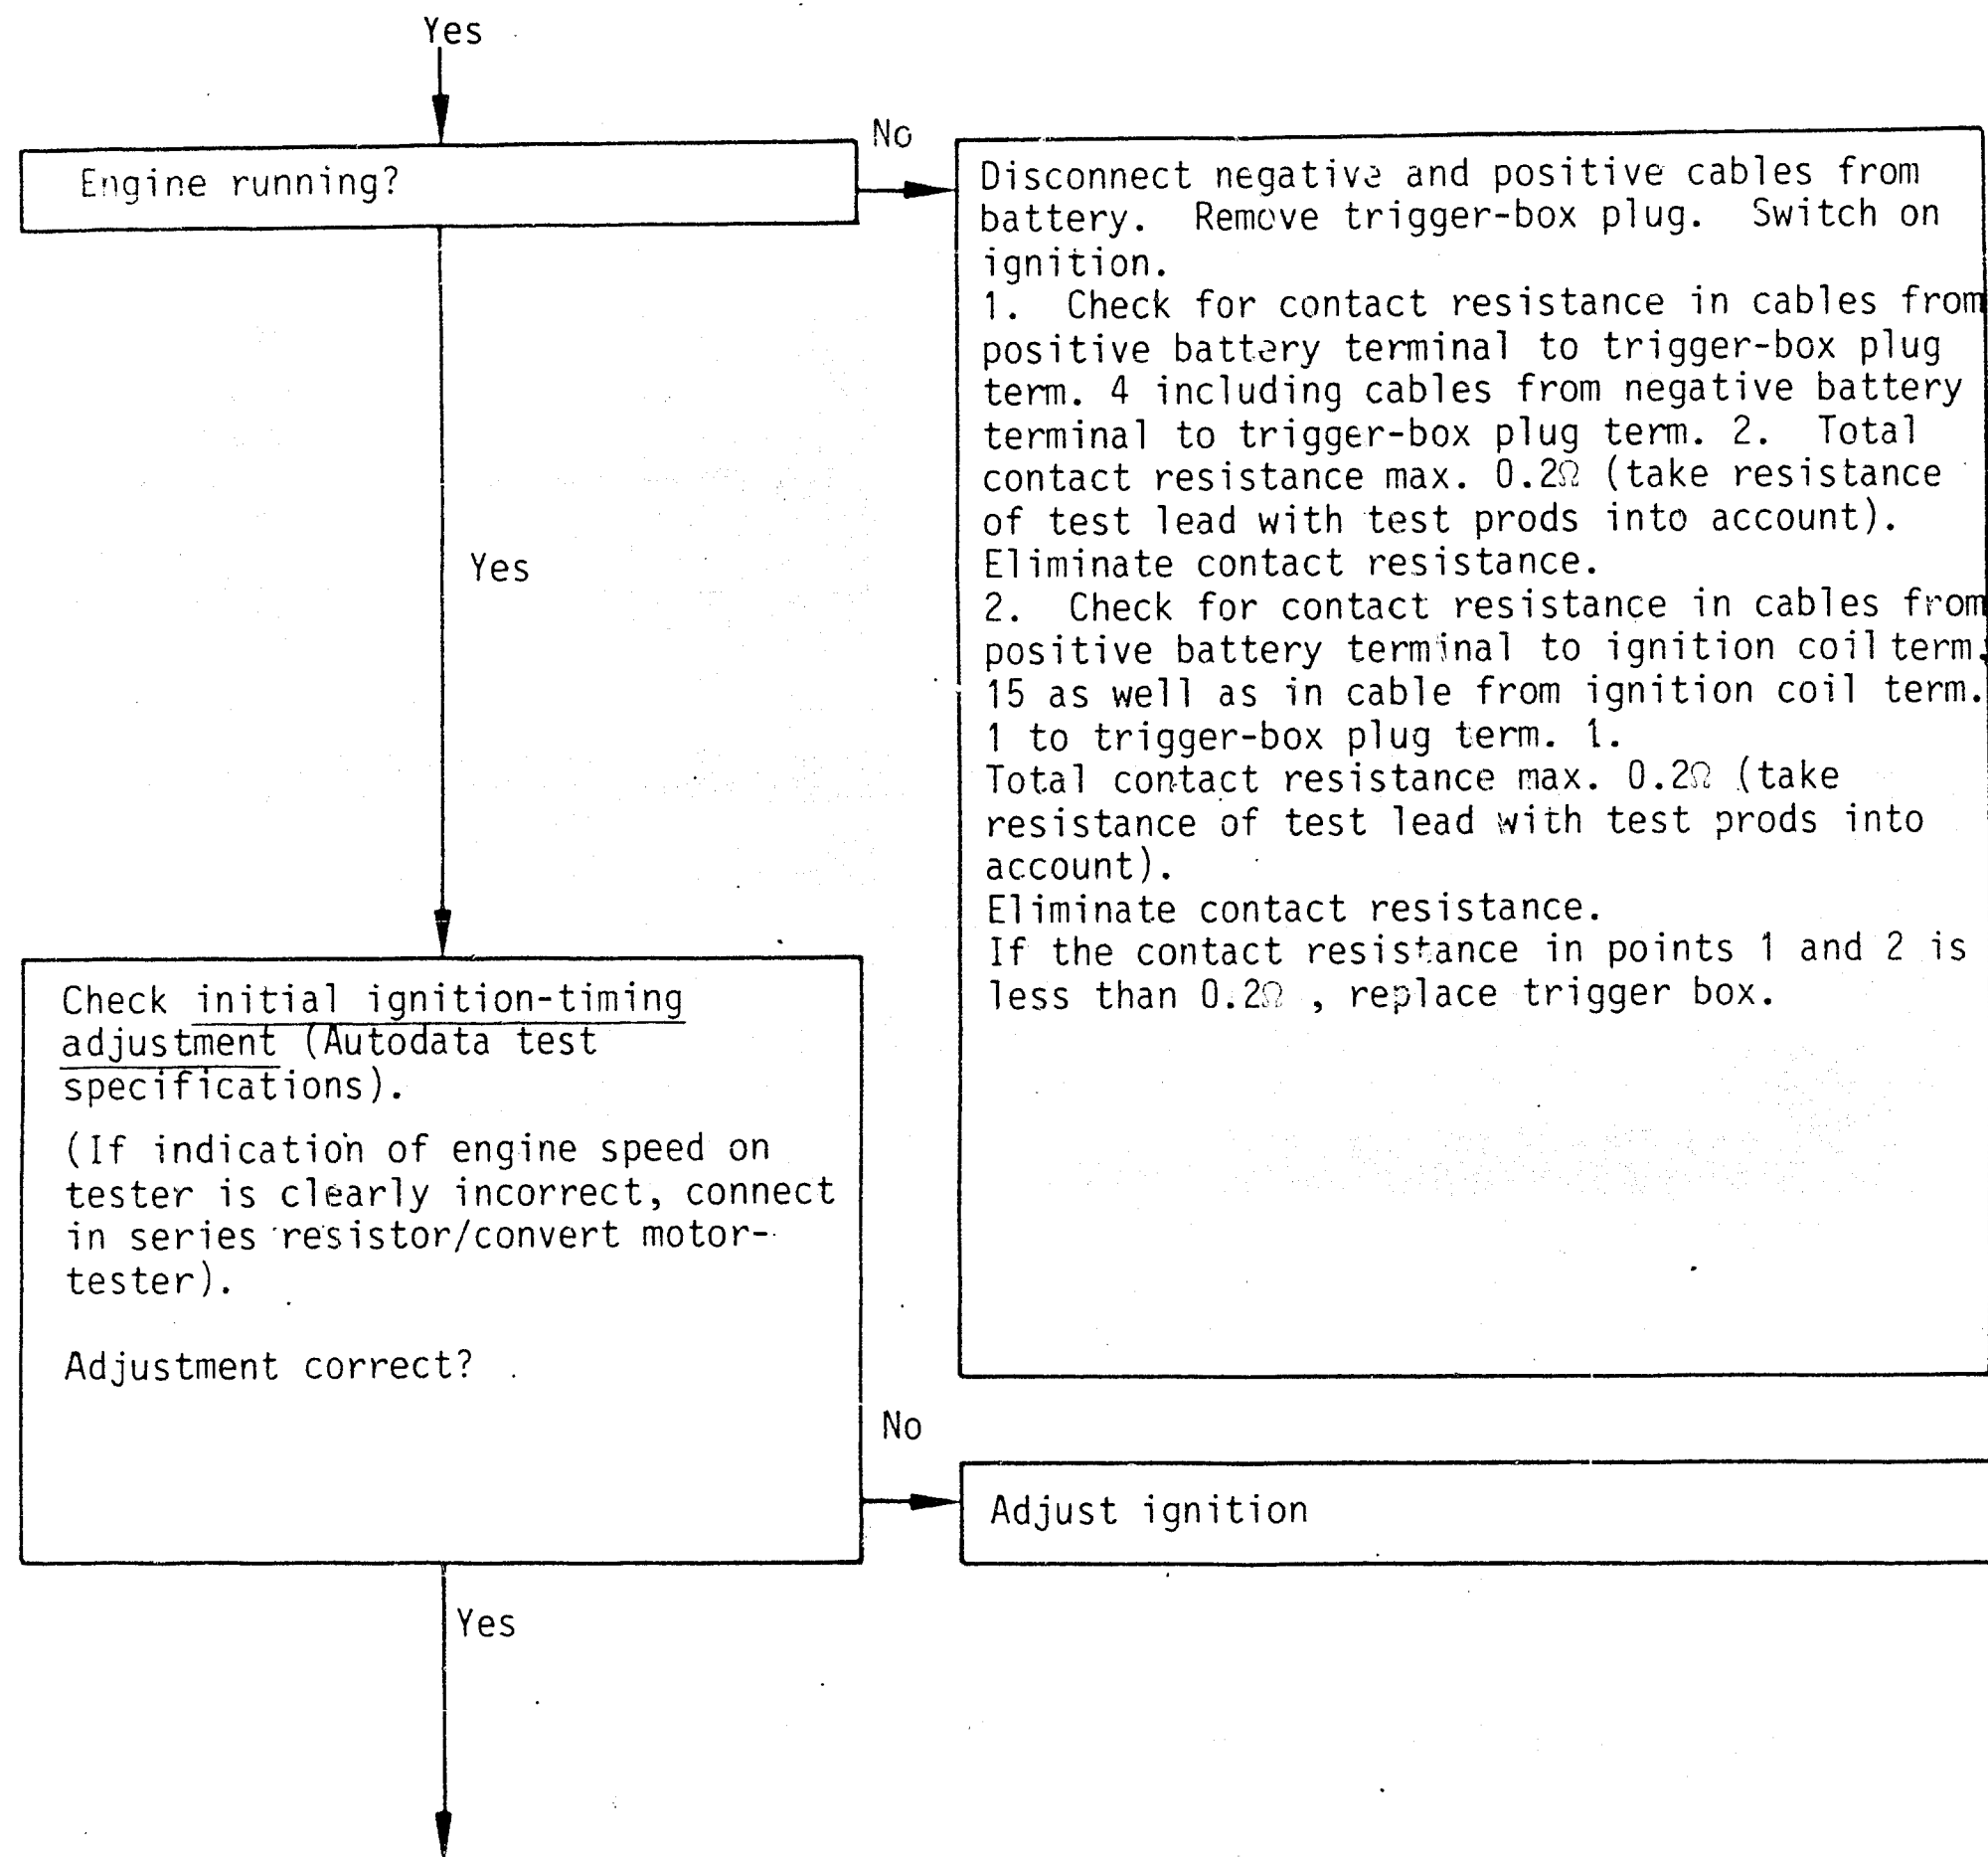 Yes
Engine running?
No
Disconnect negative and positive cables from
battery. Remove trigger-box plug. Switch on
ignition.
1. Check for contact resistance in cables from
positive battery terminal to trigger-box plug
term. 4 including cables from negative battery
terminal to trigger-box plug term. 2. Total
contact resistance max. 0.2Ω (take resistance
of test lead with test prods into account).
Eliminate contact resistance.
2. Check for contact resistance in cables from
positive battery terminal to ignition coil term.
15 as well as in cable from ignition coil term.
1 to trigger-box plug term. 1.
Total contact resistance max. 0.2Ω (take
resistance of test lead with test prods into
account).
Eliminate contact resistance.
If the contact resistance in points 1 and 2 is
less than 0.2Ω , replace trigger box.
Yes
Check initial ignition-timing
adjustment (Autodata test
specifications).
(If indication of engine speed on
tester is clearly incorrect, connect
in series resistor/convert motor-
tester).
Adjustment correct?
No
Adjust ignition
Yes